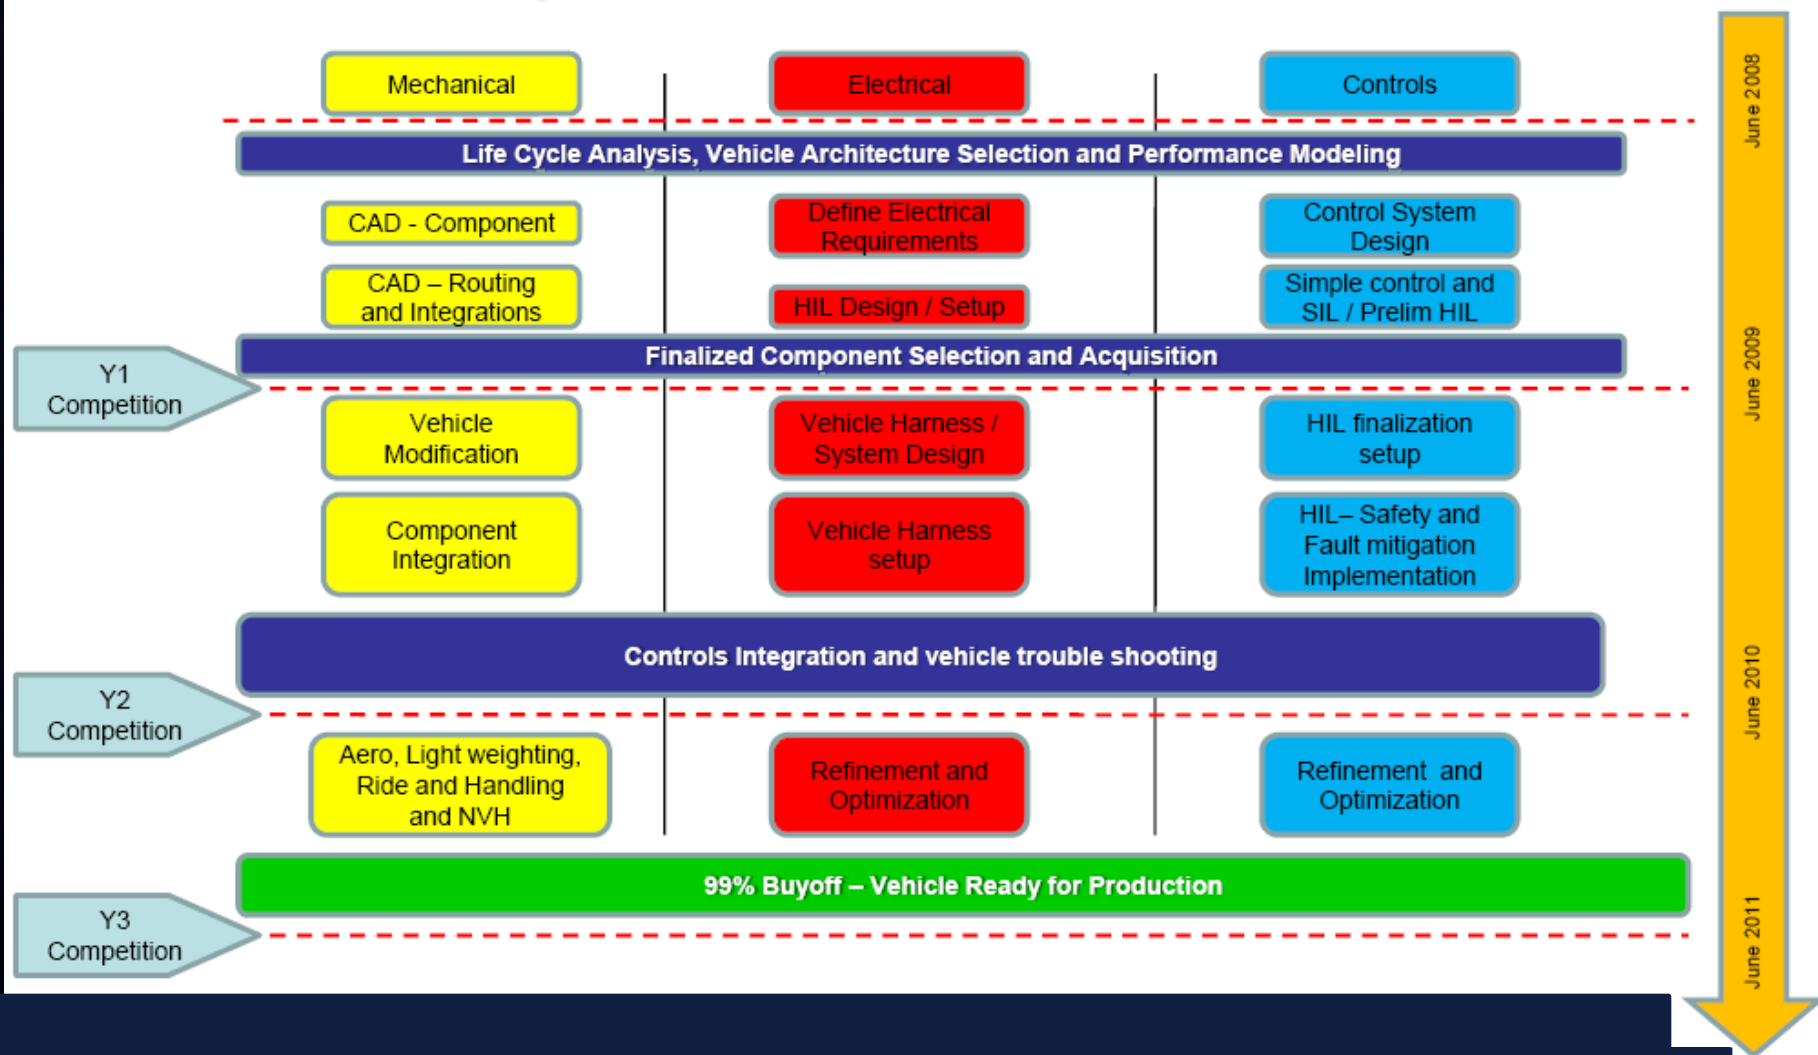 Mechanical
Electrical
Controls
June 2008
Life Cycle Analysis, Vehicle Architecture Selection and Performance Modeling
CAD - Component
Define Electrical
Requirements
Control System
Design
CAD – Routing
and Integrations
HIL Design / Setup
Simple control and
SIL / Prelim HIL
Finalized Component Selection and Acquisition
Y1
Competition
June 2009
Vehicle
Modification
Vehicle Harness /
System Design
HIL finalization
setup
Component
Integration
Vehicle Harness
setup
HIL– Safety and
Fault mitigation
Implementation
Controls Integration and vehicle trouble shooting
Y2
Competition
June 2010
Aero, Light weighting,
Ride and Handling
and NVH
Refinement and
Optimization
Refinement and
Optimization
99% Buyoff – Vehicle Ready for Production
Y3
Competition
June 2011